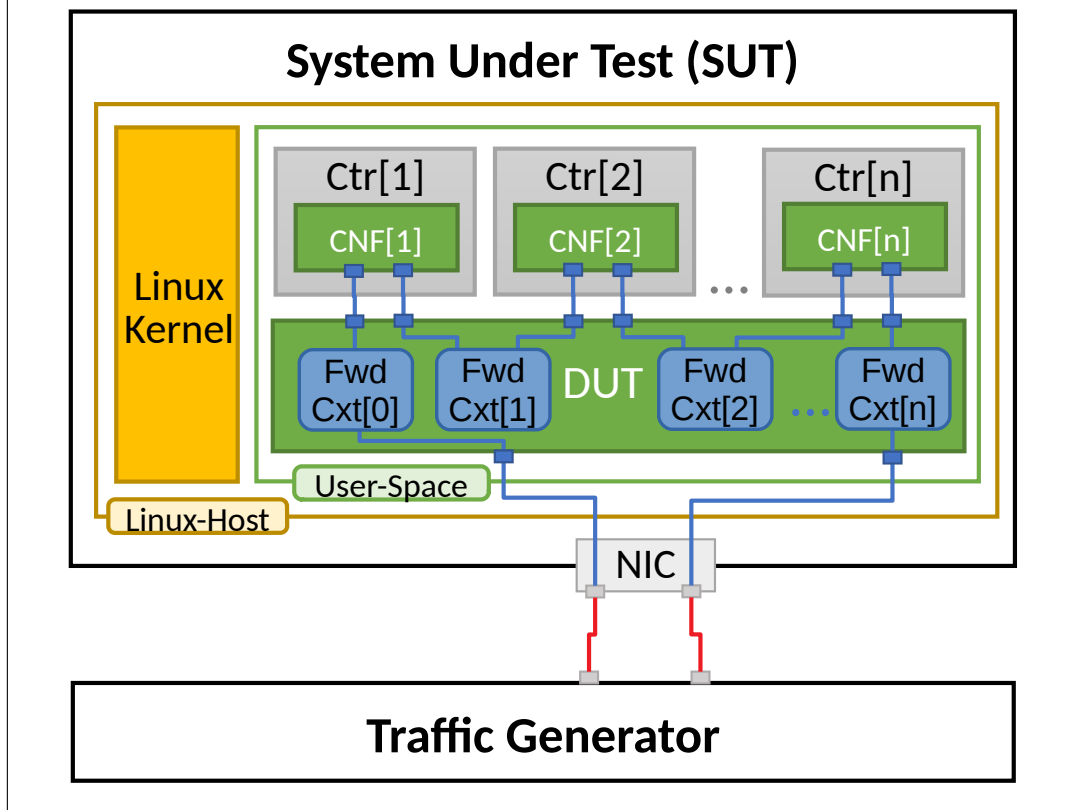 System Under Test (SUT)
Ctr[1]
Ctr[2]
Ctr[n]
CNF[1]
CNF[2]
CNF[n]
...
Linux
Kernel
Fwd
Cxt[0]
Fwd
Cxt[1]
DUT
Fwd
Cxt[2]
...
Fwd
Cxt[n]
User-Space
Linux-Host
NIC
Traffic Generator